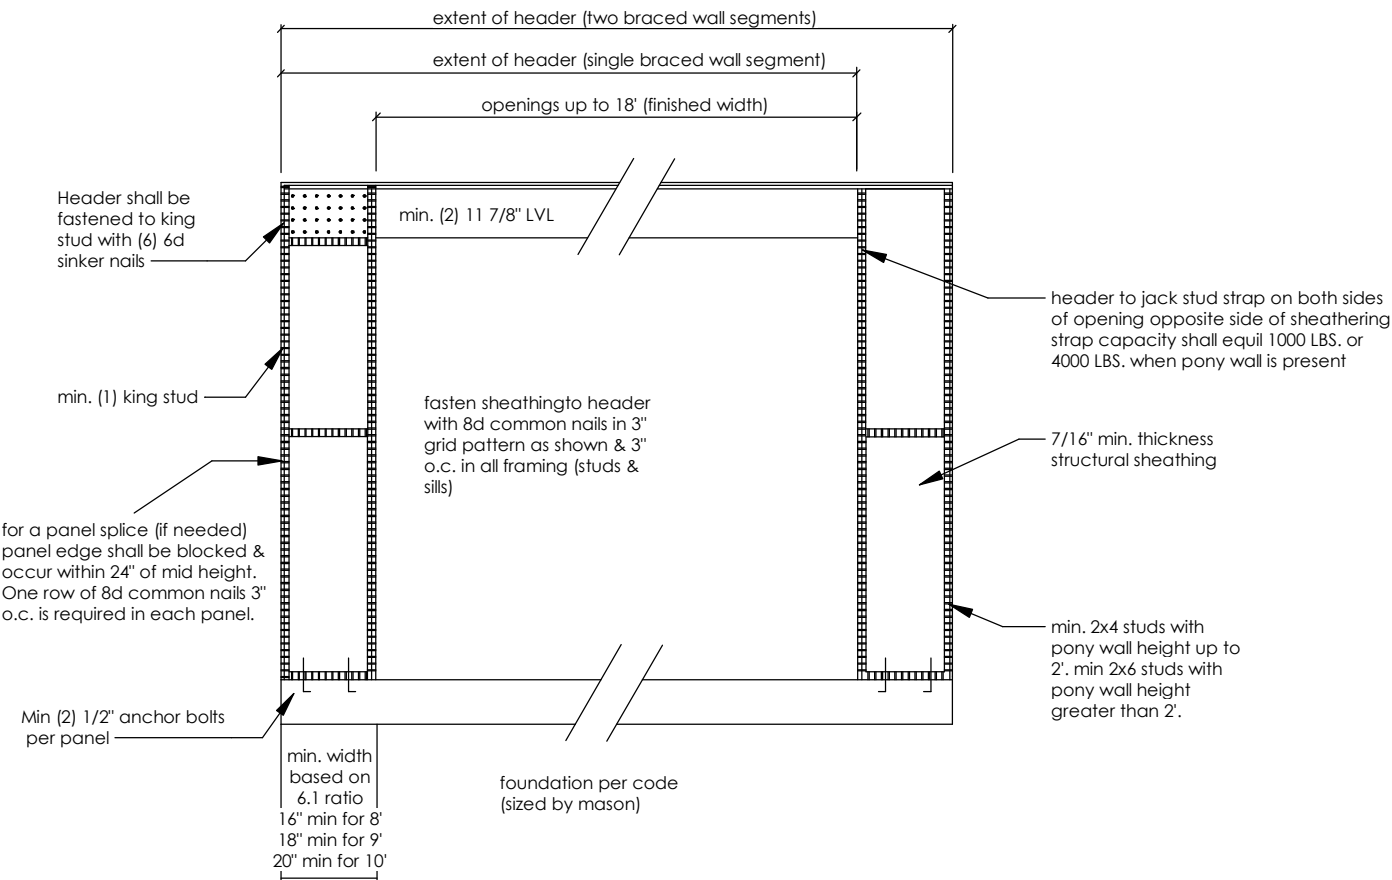 extent of header (two braced wall segments)
extent of header (single braced wall segment)
openings up to 18' (finished width)
Header shall be
fastened to king
stud with (6) 6d
sinker nails
min. (2) 11 7/8" LVL
header to jack stud strap on both sides
of opening opposite side of sheathering
strap capacity shall equil 1000 LBS. or
4000 LBS. when pony wall is present
min. (1) king stud
fasten sheathingto header
with 8d common nails in 3"
grid pattern as shown & 3"
o.c. in all framing (studs &
sills)
7/16" min. thickness
structural sheathing
for a panel splice (if needed)
panel edge shall be blocked &
occur within 24" of mid height.
One row of 8d common nails 3"
o.c. is required in each panel.
min. 2x4 studs with
pony wall height up to
2'. min 2x6 studs with
pony wall height
greater than 2'.
Min (2) 1/2" anchor bolts
per panel
min. width
based on
6.1 ratio
16" min for 8'
18" min for 9'
20" min for 10'
foundation per code
(sized by mason)